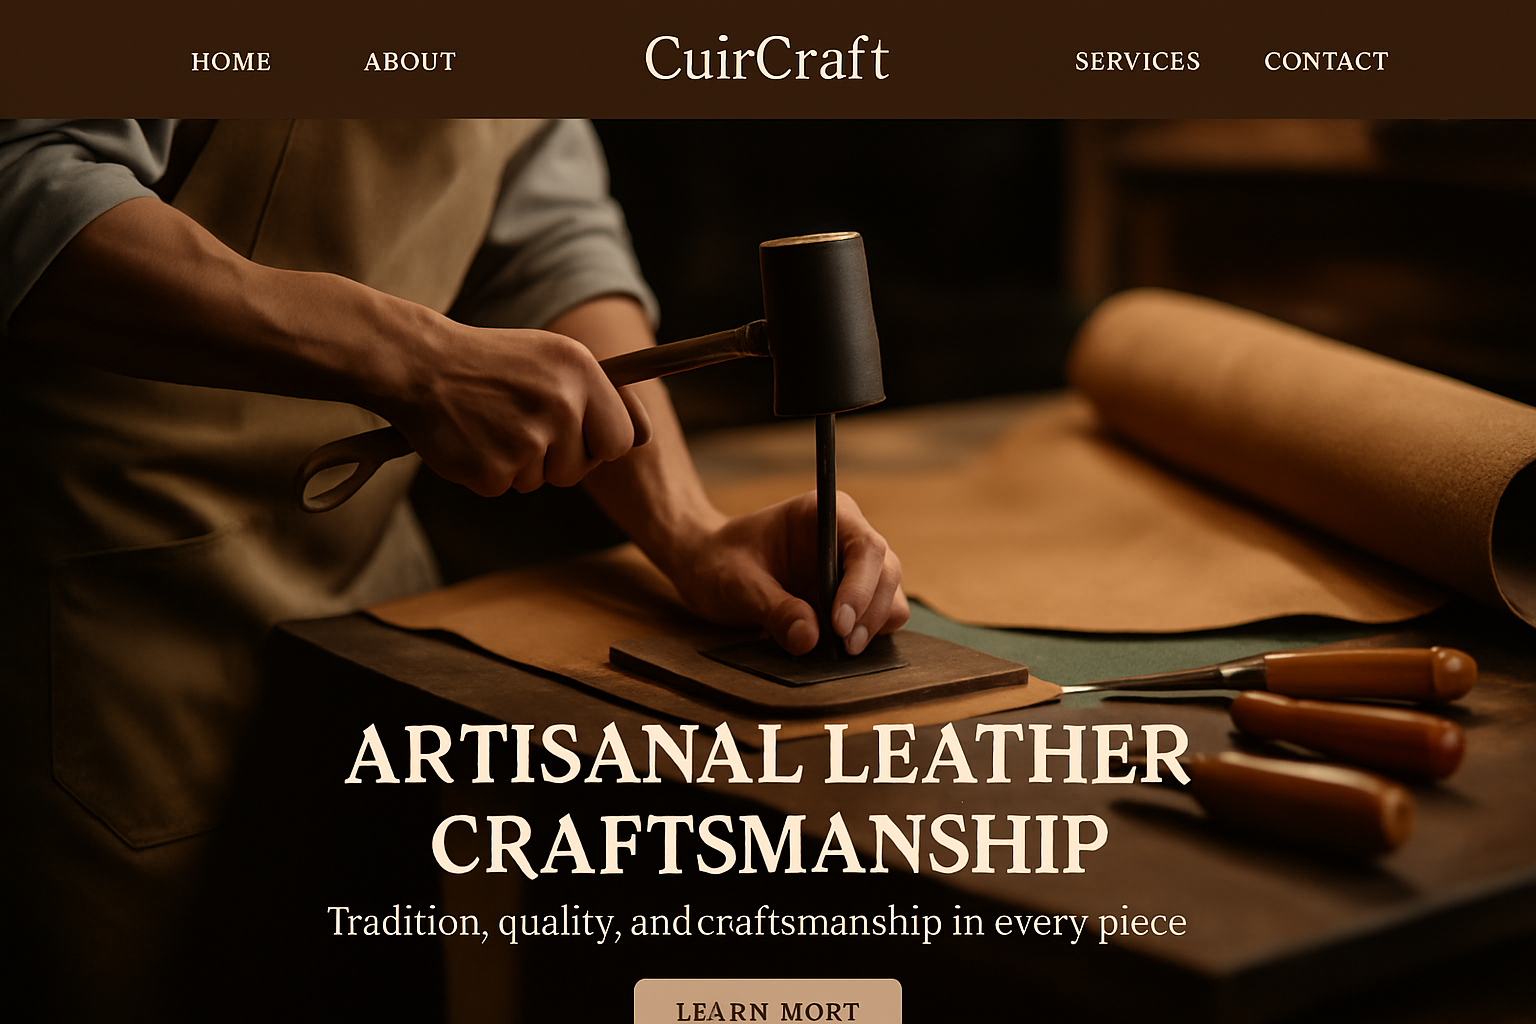 HOME ABOUT CuirCraft SERVICES CONTACT
ARTISANAL LEATHER
CRAFTSMANSHIP
Tradition, quality, and craftsmanship in every piece
LEARN MORT